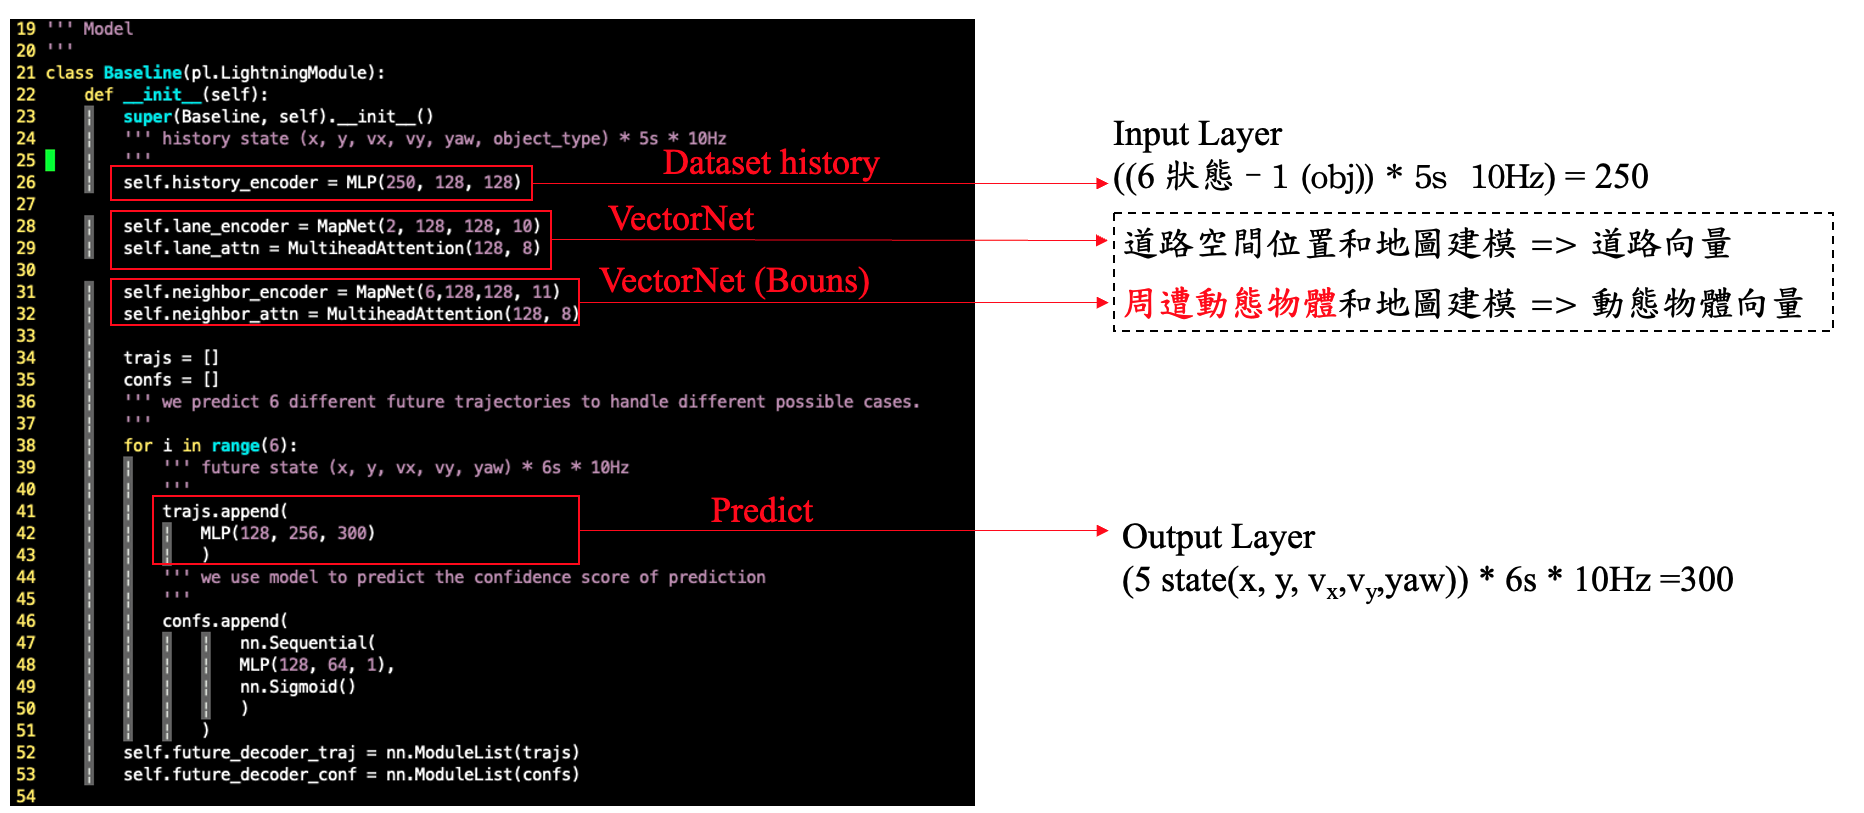 19 ''' Model
20 '''
21 class Baseline(pl.LightningModule):
22     def __init__(self):
23         super(Baseline, self).__init__()
24         ''' history state (x, y, vx, vy, yaw, object_type) * 5s * 10Hz
25         '''
26         self.history_encoder = MLP(250, 128, 128)
27
28         self.lane_encoder = MapNet(2, 128, 128, 10)
29         self.lane_attn = MultiheadAttention(128, 8)
30
31         self.neighbor_encoder = MapNet(6,128,128, 11)
32         self.neighbor_attn = MultiheadAttention(128, 8)
33
34         trajs = []
35         confs = []
36         ''' we predict 6 different future trajectories to handle different possible cases.
37         '''
38         for i in range(6):
39             ''' future state (x, y, vx, vy, yaw) * 6s * 10Hz
40             '''
41             trajs.append(
42                 MLP(128, 256, 300)
43                 )
44             ''' we use model to predict the confidence score of prediction
45             '''
46             confs.append(
47                     nn.Sequential(
48                     MLP(128, 64, 1),
49                     nn.Sigmoid()
50                     )
51                 )
52         self.future_decoder_traj = nn.ModuleList(trajs)
53         self.future_decoder_conf = nn.ModuleList(confs)
54
Dataset history
VectorNet
VectorNet (Bouns)
Predict
Input Layer
((6 狀態 - 1 (obj)) * 5s  10Hz) = 250
道路空間位置和地圖建模 => 道路向量
周遭動態物體和地圖建模 => 動態物體向量
Output Layer
(5 state(x, y, vx,vy,yaw)) * 6s * 10Hz =300